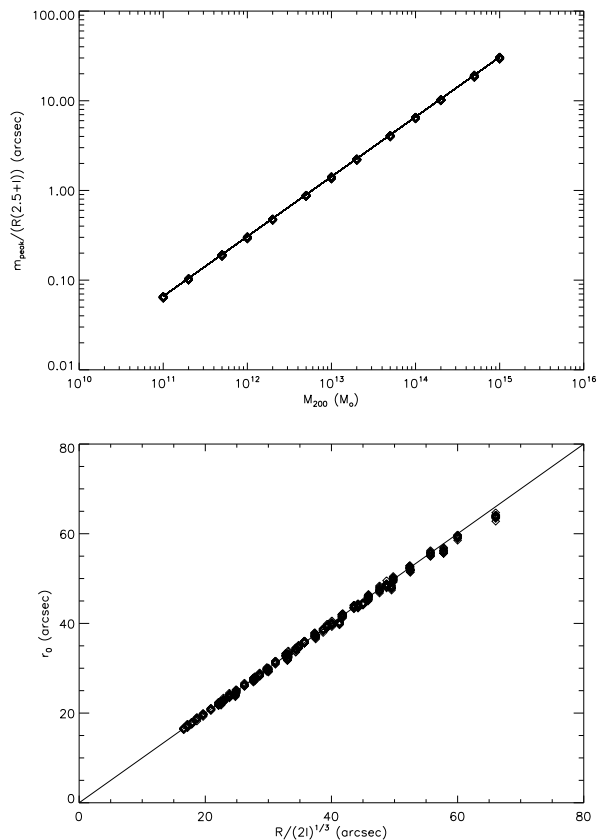 100.00
10.00
1.00
0.10
0.01
m_peak/(R(2.5+I)) (arcsec)
10^10 10^11 10^12 10^13 10^14 10^15 10^16
M_200 (M_o)
80
60
40
20
0
r_0 (arcsec)
0 20 40 60 80
R/(2I)^1/3 (arcsec)